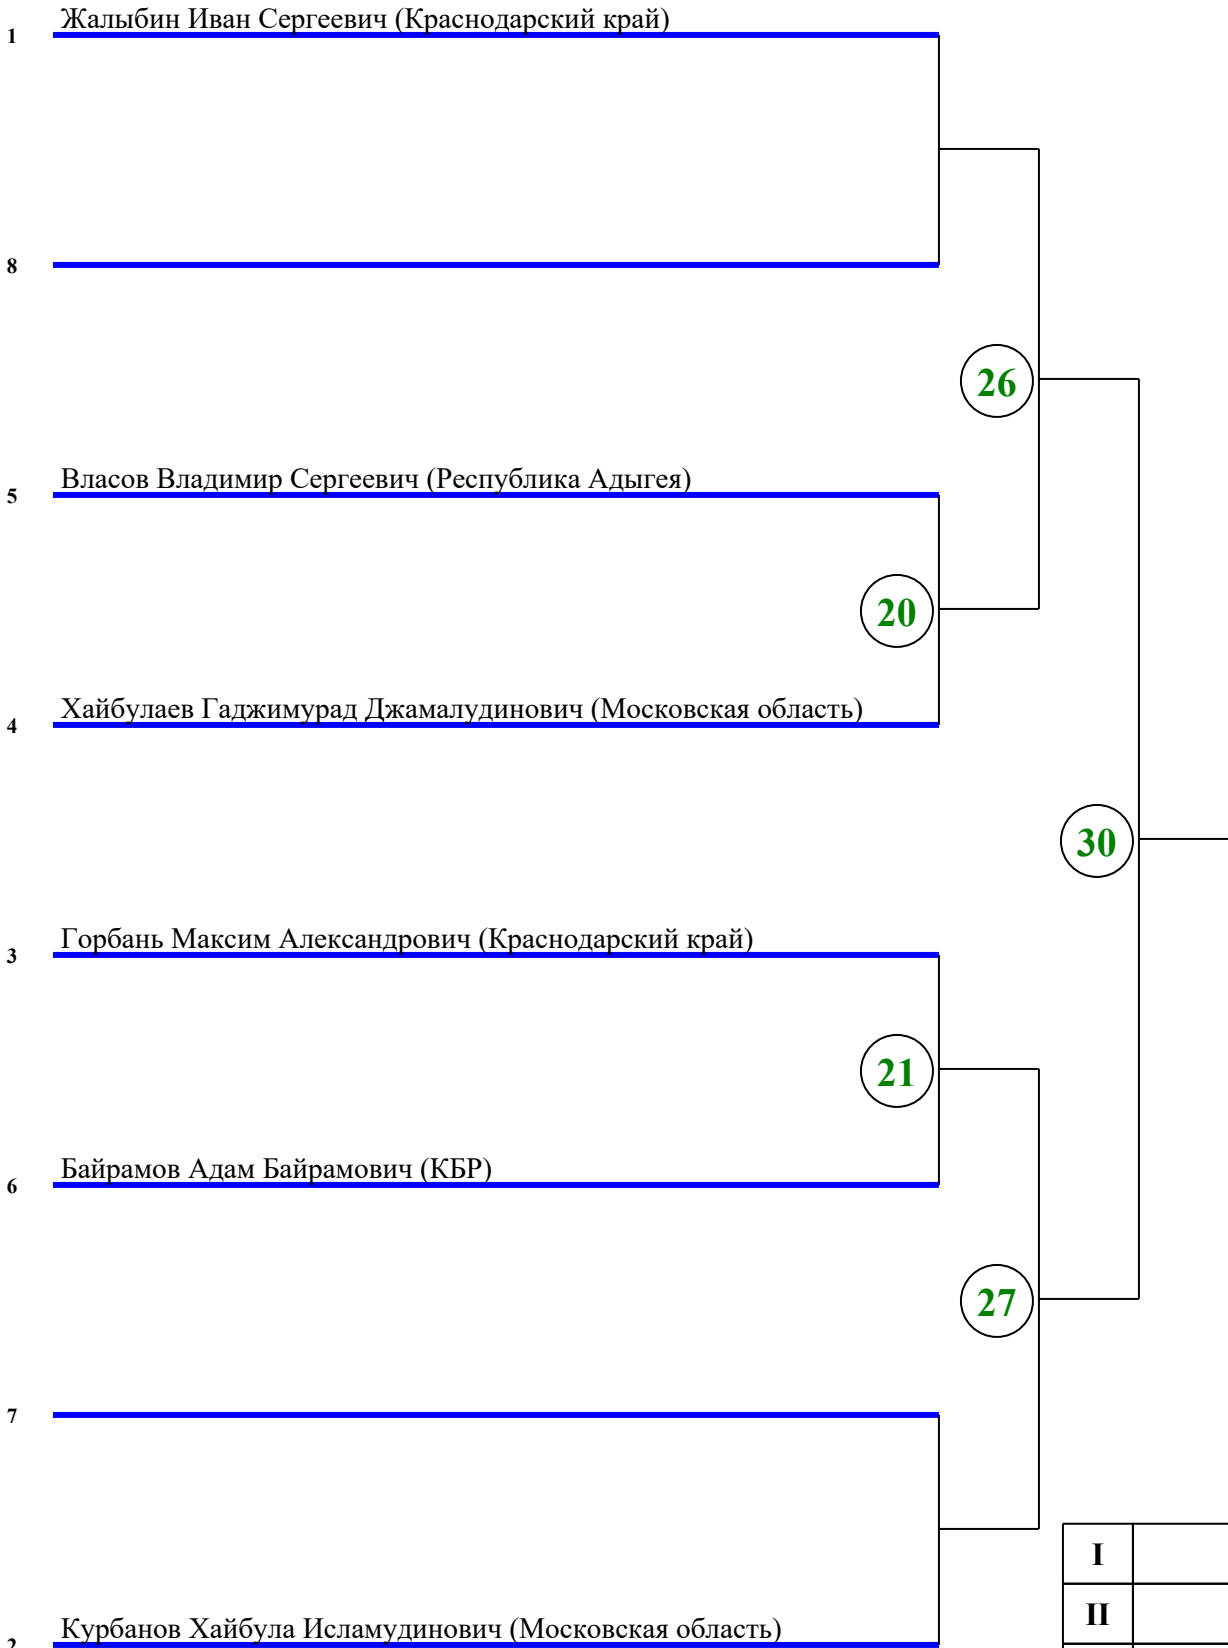 Жалыбин Иван Сергеевич (Краснодарский край)
1
8
26
Власов Владимир Сергеевич (Республика Адыгея)
5
20
Хайбулаев Гаджимурад Джамалудинович (Московская область)
4
30
Горбань Максим Александрович (Краснодарский край)
3
21
Байрамов Адам Байрамович (КБР)
6
27
7
I
II
Курбанов Хайбула Исламудинович (Московская область)
2